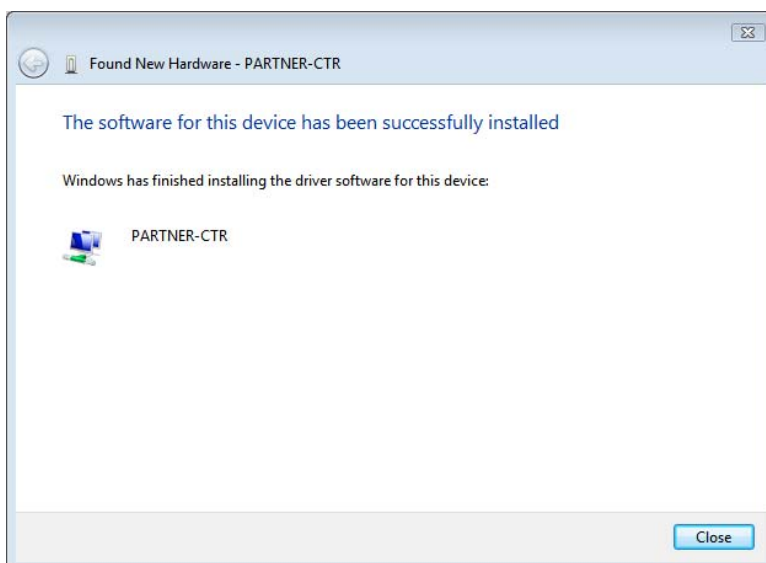 Found New Hardware - PARTNER-CTR
The software for this device has been successfully installed
Windows has finished installing the driver software for this device:
PARTNER-CTR
Close